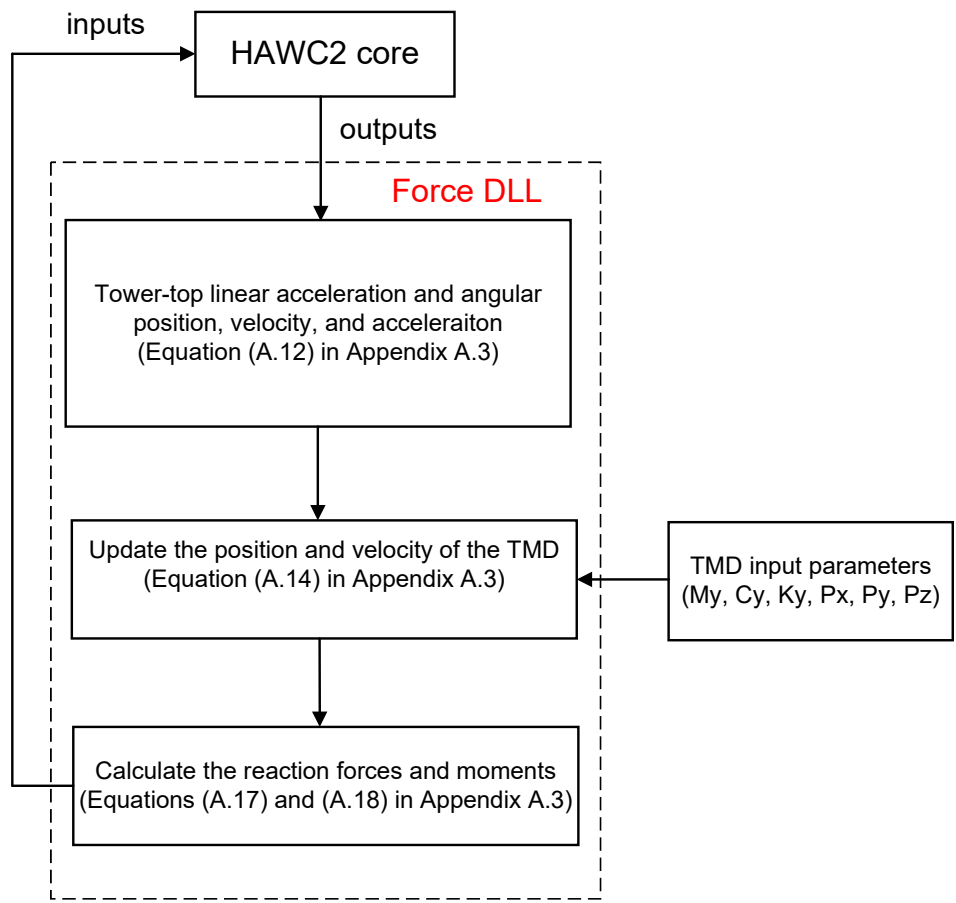 inputs
HAWC2 core
outputs
Force DLL
Tower-top linear acceleration and angular
position, velocity, and acceleraiton
(Equation (A.12) in Appendix A.3)
Update the position and velocity of the TMD
(Equation (A.14) in Appendix A.3)
TMD input parameters
(My, Cy, Ky, Px, Py, Pz)
Calculate the reaction forces and moments
(Equations (A.17) and (A.18) in Appendix A.3)